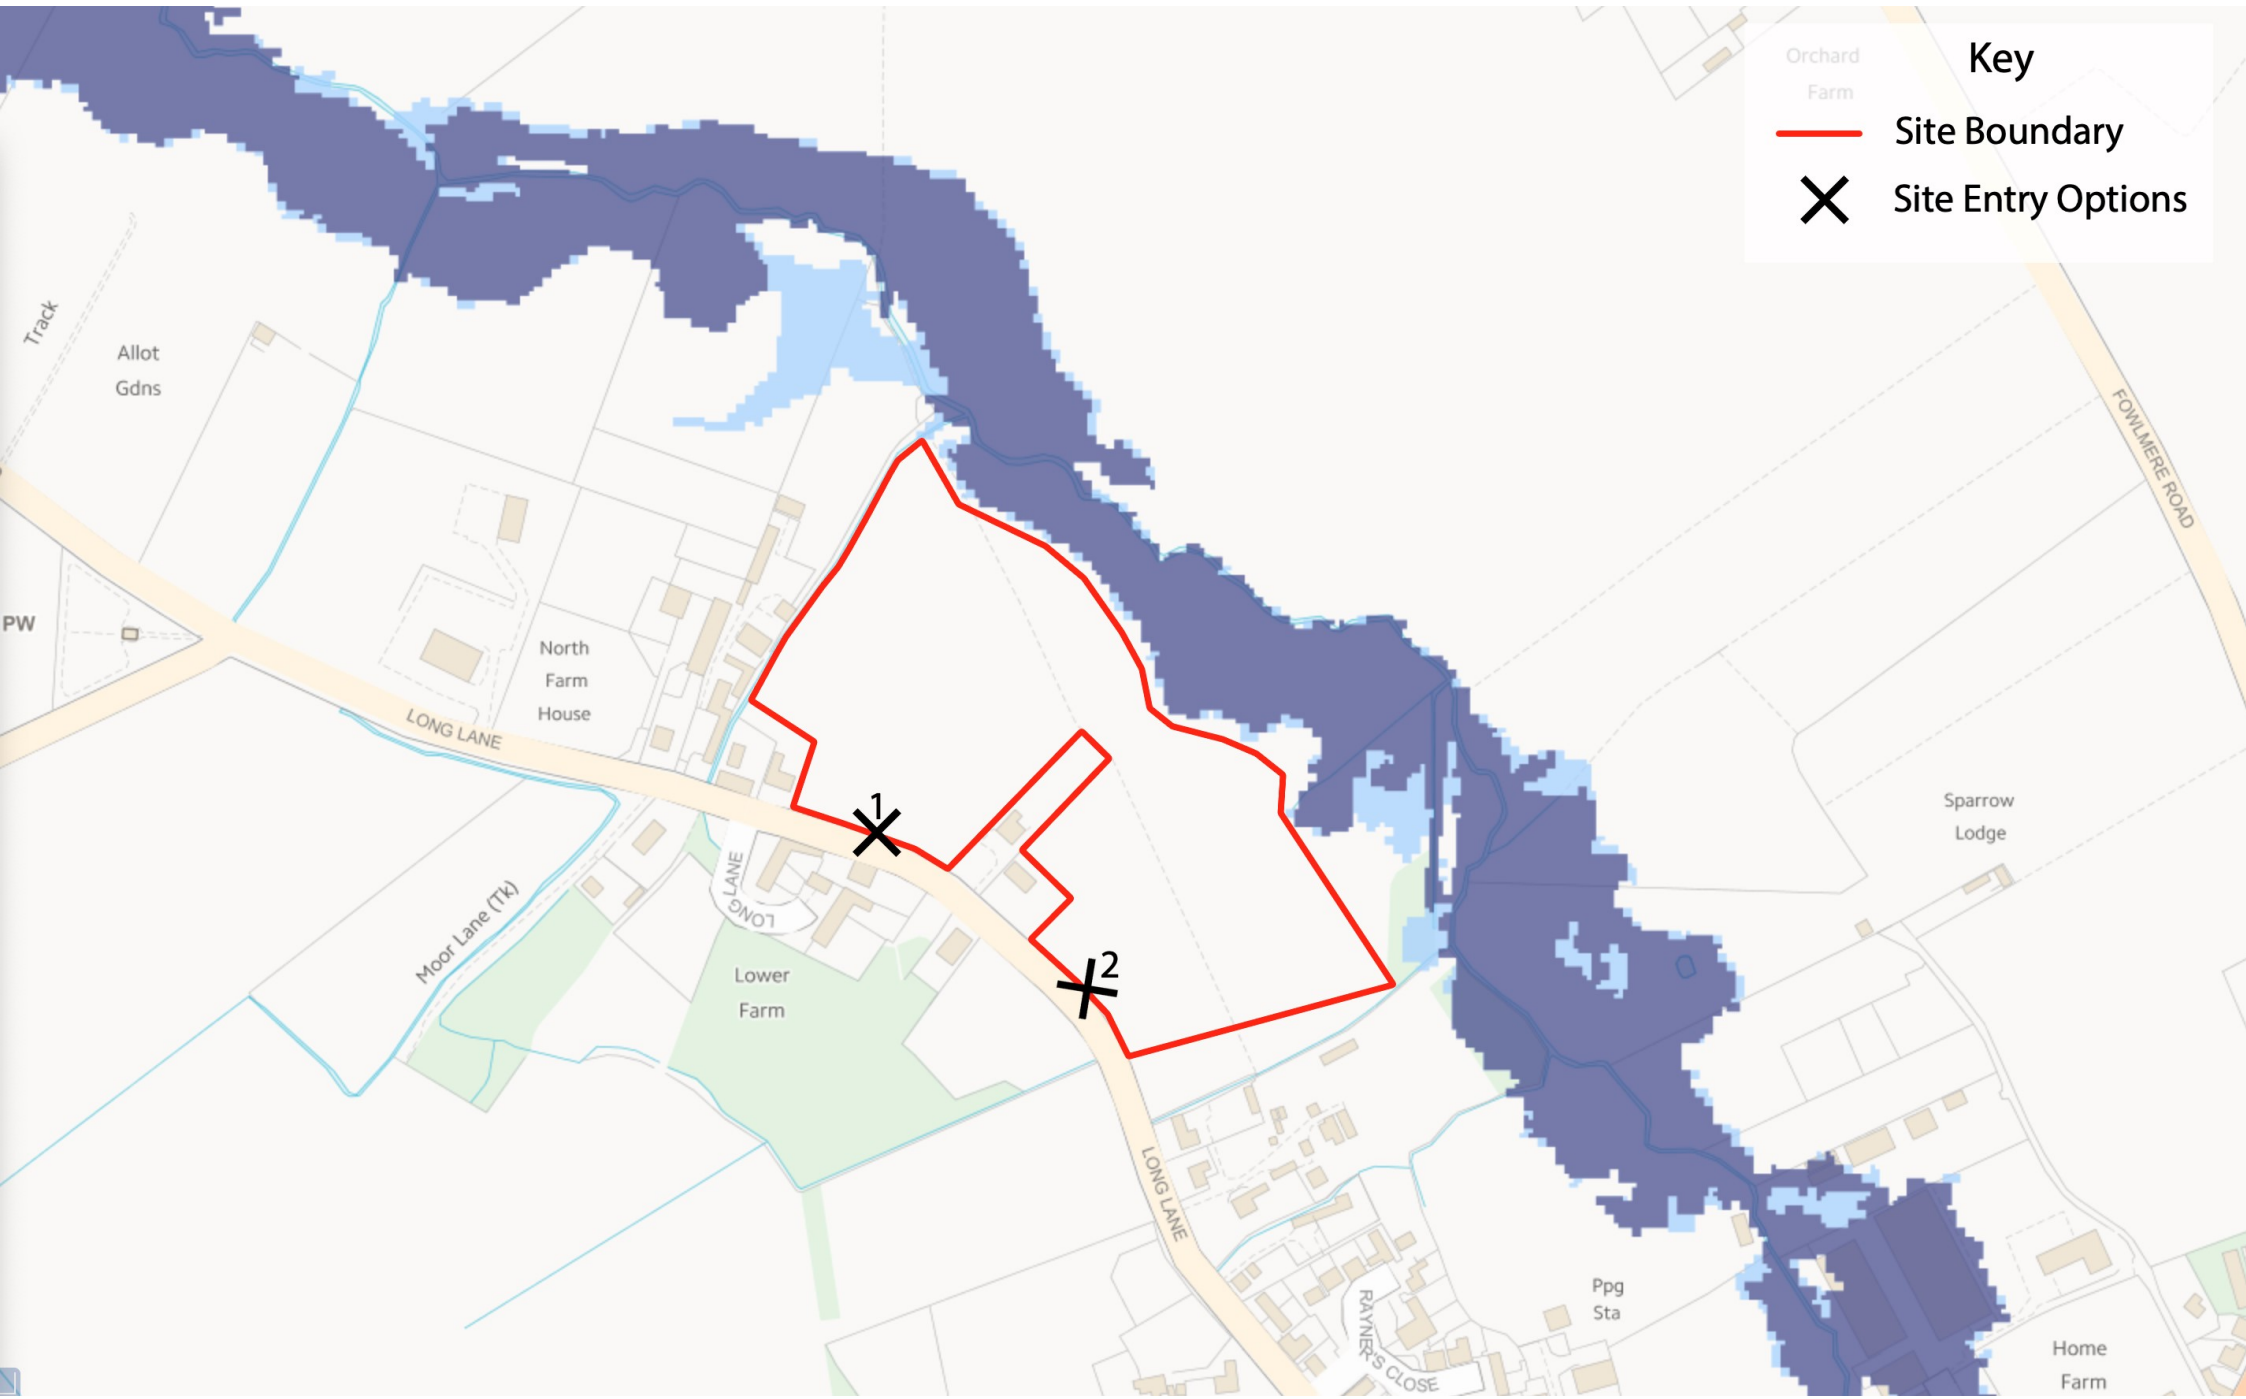 Key
Orchard
Farm
Site Boundary
Site Entry Options
Track
Allot
Gdns
FOWLMERE ROAD
PW
North
Farm
House
LONG LANE
1
Sparrow
Lodge
LONG LANE
Moor Lane (Tk)
2
Lower
Farm
LONG LANE
Ppg
Sta
RAYNER'S CLOSE
Home
Farm